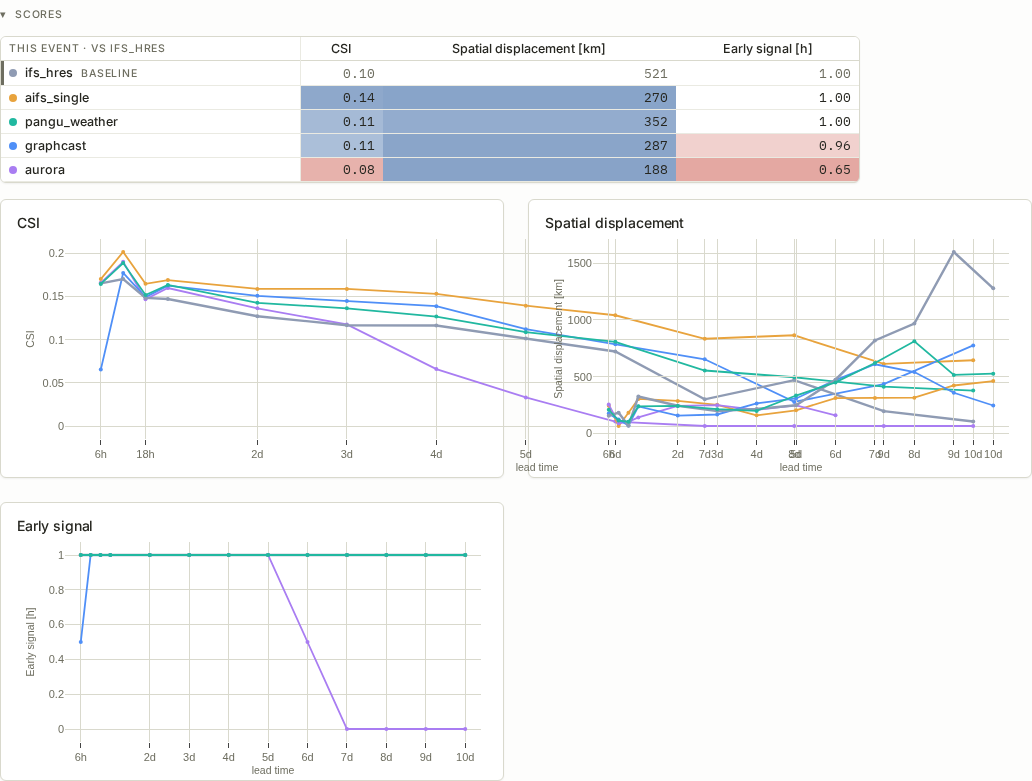 ▾ SCORES
THIS EVENT · VS IFS_HRES CSI Spatial displacement [km] Early signal [h]
ifs_hres BASELINE 0.10 521 1.00
aifs_single 0.14 270 1.00
pangu_weather 0.11 352 1.00
graphcast 0.11 287 0.96
aurora 0.08 188 0.65
CSI
0.2
0.15
0.1
0.05
0
CSI
6h 18h 2d 3d 4d 5d 6d 7d 8d 9d 10d
lead time
Spatial displacement
1500
1000
500
0
Spatial displacement [km]
6h 2d 3d 4d 5d 6d 7d 8d 9d 10d
lead time
Early signal
1
0.8
0.6
0.4
0.2
0
Early signal [h]
6h 2d 3d 4d 5d 6d 7d 8d 9d 10d
lead time